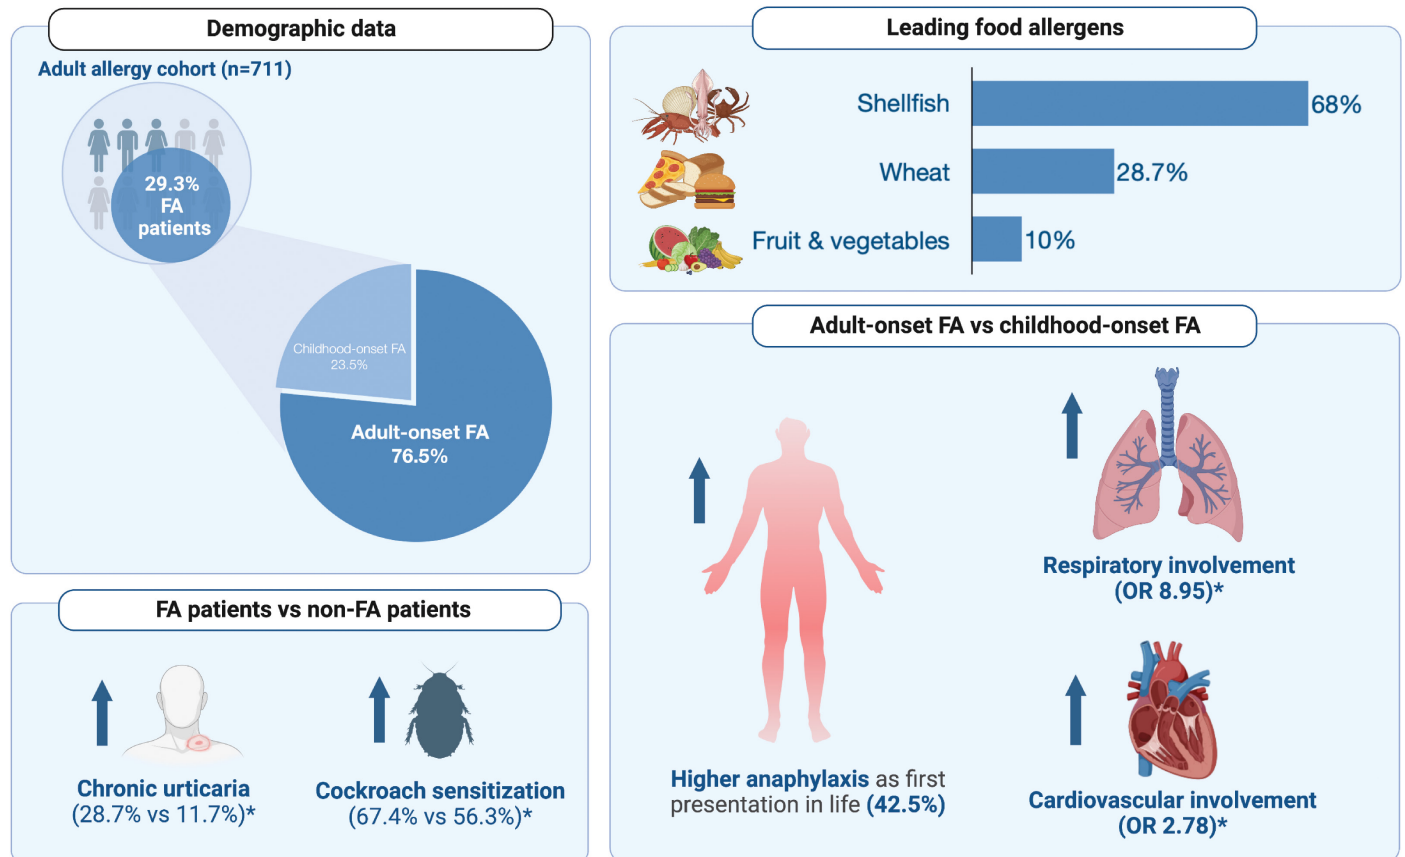 Demographic data
Adult allergy cohort (n=711)
29.3%
FA
patients
Childhood-onset FA
23.5%
Adult-onset FA
76.5%
Leading food allergens
Shellfish
68%
Wheat
28.7%
Fruit & vegetables
10%
FA patients vs non-FA patients
Chronic urticaria
(28.7% vs 11.7%)*
Cockroach sensitization
(67.4% vs 56.3%)*
Adult-onset FA vs childhood-onset FA
Higher anaphylaxis as first
presentation in life (42.5%)
Respiratory involvement
(OR 8.95)*
Cardiovascular involvement
(OR 2.78)*